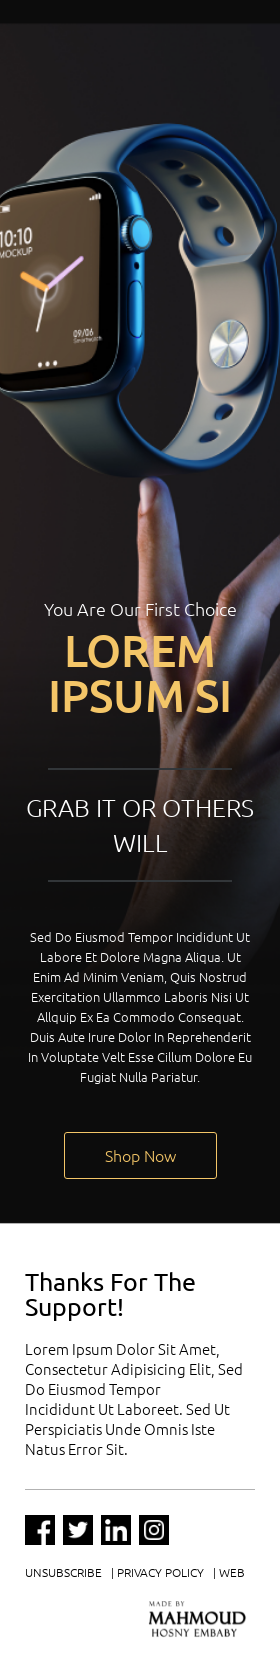 10:10
MOCKUP
09/06
You Are Our First Choice
LOREM
IPSUM SI
GRAB IT OR OTHERS
WILL
Sed Do Eiusmod Tempor Incididunt Ut
Labore Et Dolore Magna Aliqua. Ut
Enim Ad Minim Veniam, Quis Nostrud
Exercitation Ullammco Laboris Nisi Ut
Allquip Ex Ea Commodo Consequat.
Duis Aute Irure Dolor In Reprehenderit
In Voluptate Velt Esse Cillum Dolore Eu
Fugiat Nulla Pariatur.
Shop Now
Thanks For The
Support!
Lorem Ipsum Dolor Sit Amet,
Consectetur Adipisicing Elit, Sed
Do Eiusmod Tempor
Incididunt Ut Laboreet. Sed Ut
Perspiciatis Unde Omnis Iste
Natus Error Sit.
UNSUBSCRIBE | PRIVACY POLICY | WEB
MADE BY
MAHMOUD
HOSNY EMBABY